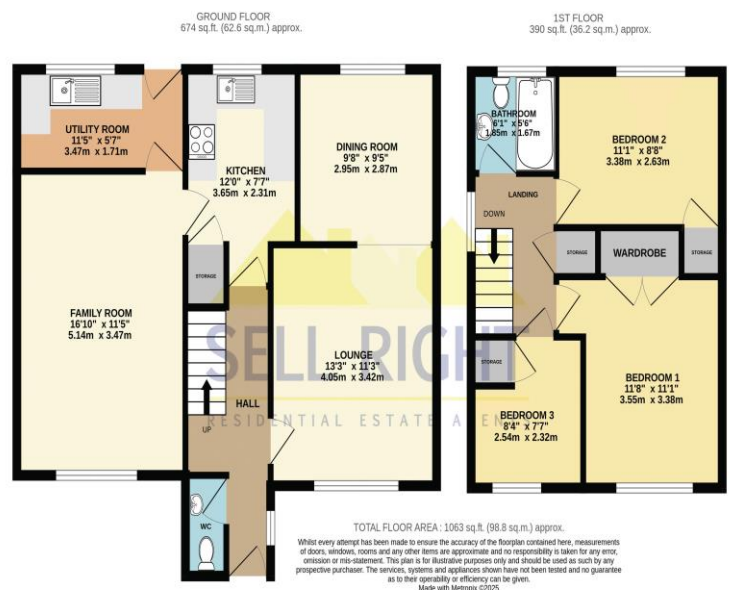 GROUND FLOOR
674 sq.ft. (62.6 sq.m.) approx.
UTILITY ROOM
11'5" x 5'7"
3.47m x 1.71m
KITCHEN
12'0" x 7'7"
3.65m x 2.31m
DINING ROOM
9'8" x 9'5"
2.95m x 2.87m
STORAGE
FAMILY ROOM
16'10" x 11'5"
5.14m x 3.47m
LOUNGE
13'3" x 11'3"
4.05m x 3.42m
HALL
UP
WC
1ST FLOOR
390 sq.ft. (36.2 sq.m.) approx.
BATHROOM
6'1" x 5'6"
1.85m x 1.67m
BEDROOM 2
11'1" x 8'8"
3.38m x 2.63m
LANDING
DOWN
STORAGE
WARDROBE
STORAGE
STORAGE
BEDROOM 1
11'8" x 11'1"
3.55m x 3.38m
BEDROOM 3
8'4" x 7'7"
2.54m x 2.32m
SELL RIGHT
RESIDENTIAL ESTATE AGENTS
TOTAL FLOOR AREA : 1063 sq.ft. (98.8 sq.m.) approx.
Whilst every attempt has been made to ensure the accuracy of the floorplan contained here, measurements
of doors, windows, rooms and any other items are approximate and no responsibility is taken for any error,
omission or mis-statement. This plan is for illustrative purposes only and should be used as such by any
prospective purchaser. The services, systems and appliances shown have not been tested and no guarantee
as to their operability or efficiency can be given.
Made with Metropix ©2025